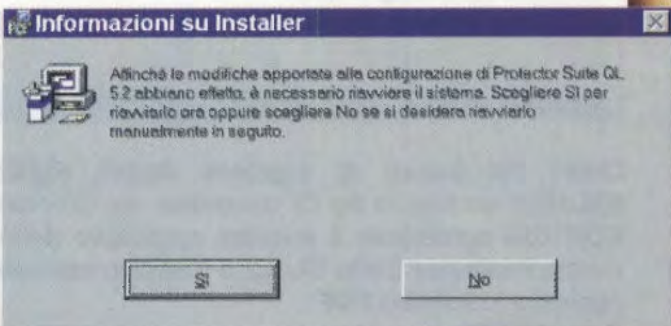 Informazioni su Installer
Affinché le modifiche apportate alla configurazione di Protector Suite QL
5.2 abbiano effetto, è necessario riavviare il sistema. Scegliere Sì per
riavviarlo ora oppure scegliere No se si desidera riavviarlo
manualmente in seguito.
Sì
No